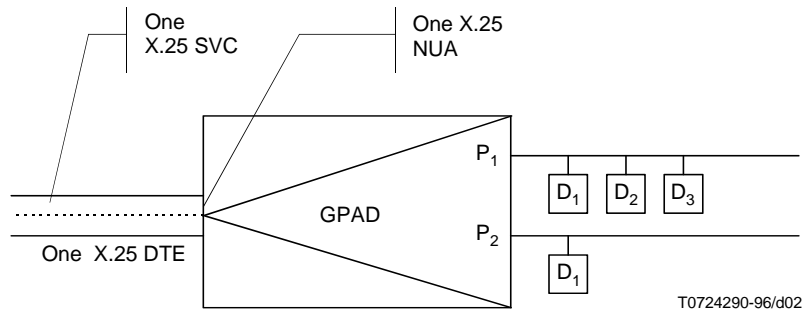 One
X.25 SVC
One X.25
NUA
P₁
D₁ D₂ D₃
GPAD
P₂
One X.25 DTE
D₁
T0724290-96/d02